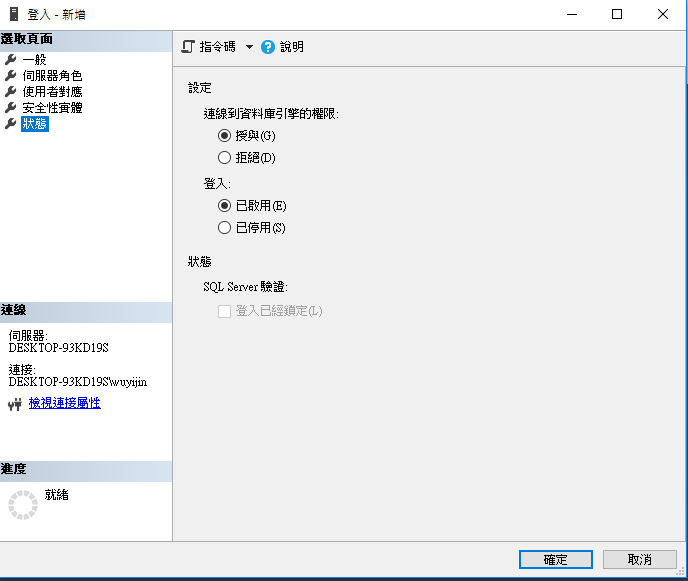 登入 - 新增
選取頁面
一般
伺服器角色
使用者對應
安全性實體
狀態
指令碼 說明
設定
連線到資料庫引擎的權限:
授與(G)
拒絕(D)
登入:
已啟用(E)
已停用(S)
狀態
SQL Server 驗證:
登入已經鎖定(L)
連線
伺服器:
DESKTOP-93KD19S
連接:
DESKTOP-93KD19S\wuyijin
檢視連接屬性
進度
就緒
確定 取消